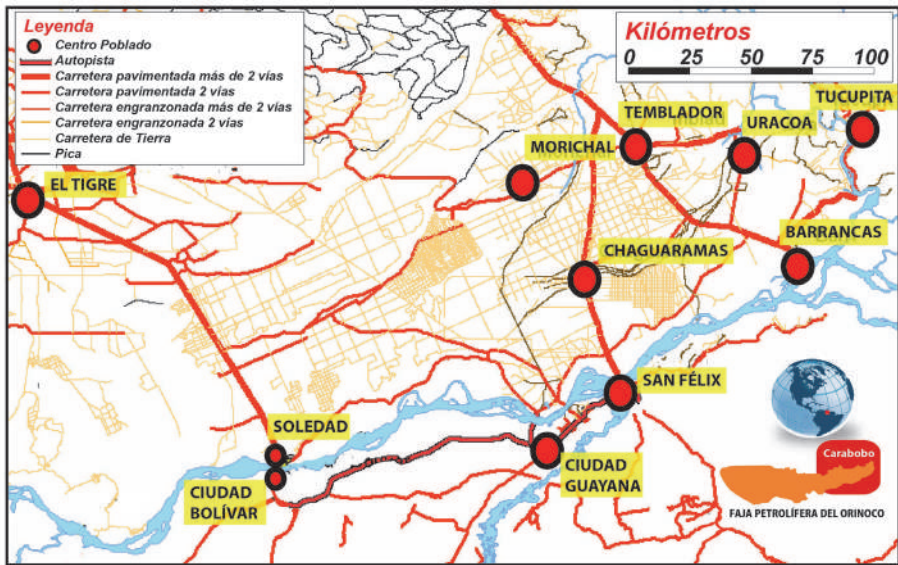 Leyenda
Centro Poblado
Autopista
Carretera pavimentada más de 2 vías
Carretera pavimentada 2 vías
Carretera engranzonada más de 2 vías
Carretera engranzonada 2 vías
Carretera de Tierra
Pica
Kilómetros
0 25 50 75 100
TUCUPITA
TEMBLADOR
URACOA
MORICHAL
EL TIGRE
BARRANCAS
CHAGUARAMAS
SAN FÉLIX
SOLEDAD
CIUDAD
BOLÍVAR
CIUDAD
GUAYANA
Carabobo
FAJA PETROLÍFERA DEL ORINOCO